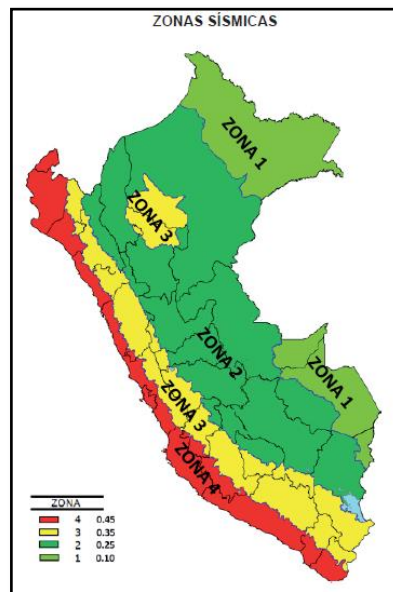 ZONAS SÍSMICAS
ZONA 1
ZONA 3
ZONA 2
ZONA 1
ZONA 3
ZONA 4
ZONA
4 0.45
3 0.35
2 0.25
1 0.10